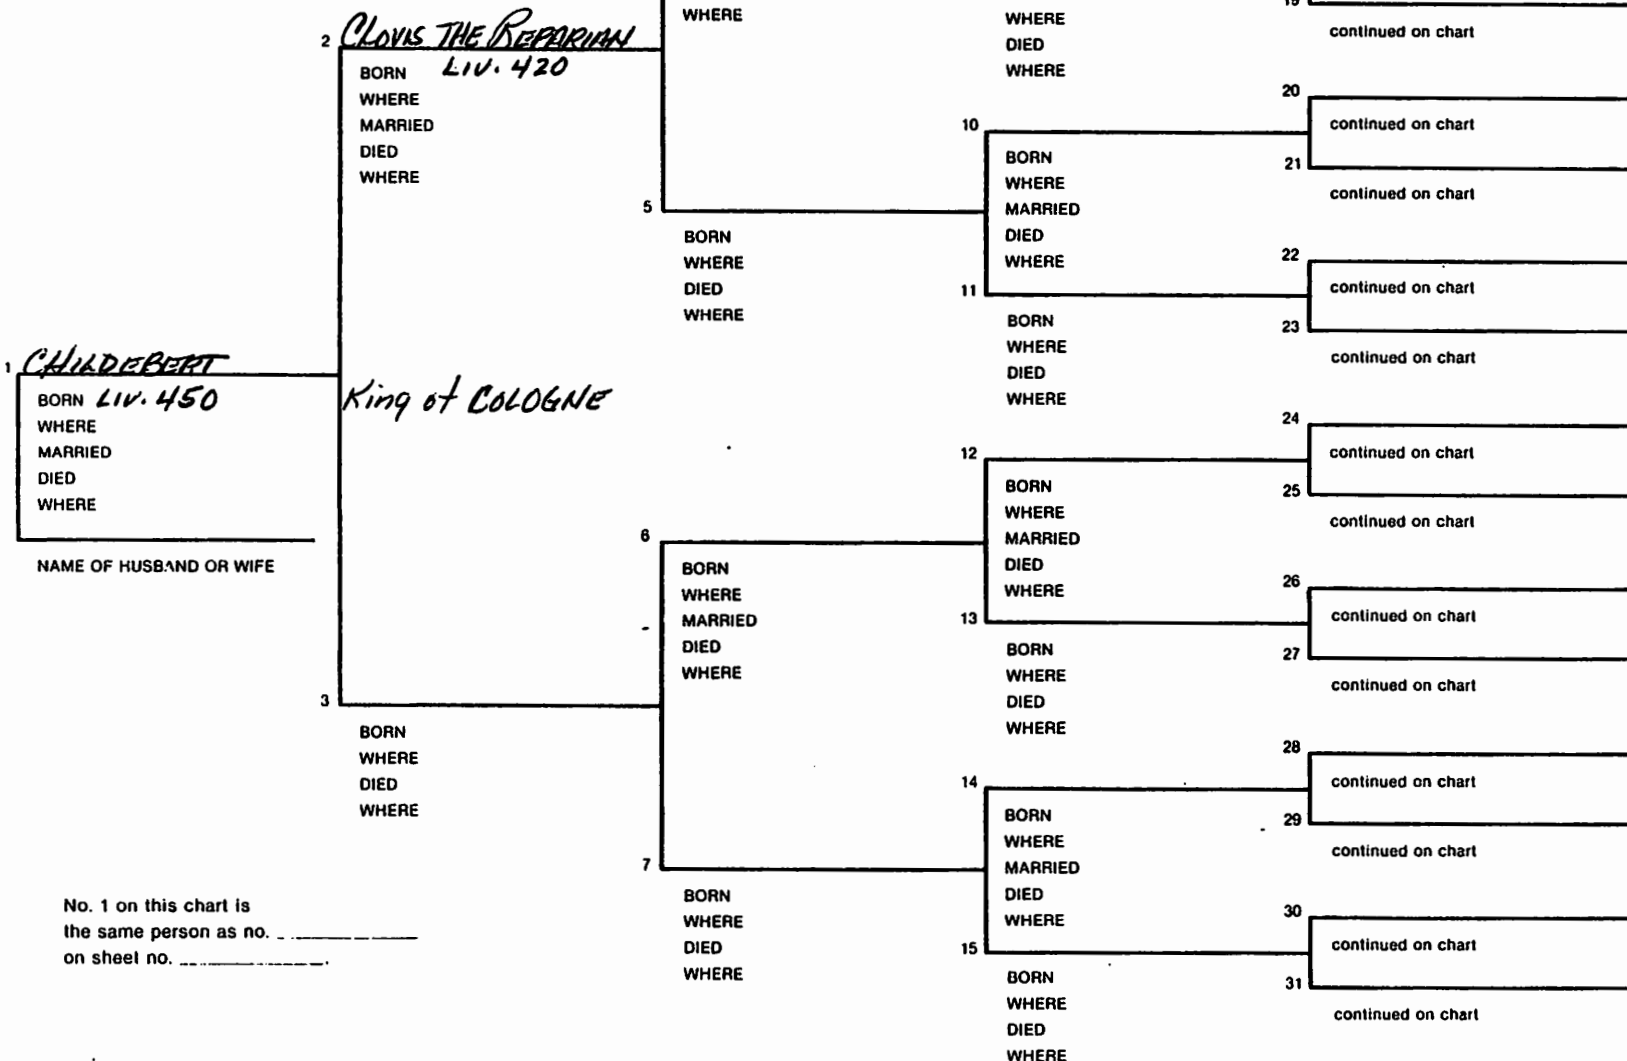 WHERE
2 CLOVIS THE REPARIAN
BORN LIV. 420
WHERE
MARRIED
DIED
WHERE
1 CHILDEBERT
BORN LIV. 450
WHERE
MARRIED
DIED
WHERE
King of COLOGNE
NAME OF HUSBAND OR WIFE
3
BORN
WHERE
DIED
WHERE
No. 1 on this chart is
the same person as no.
on sheet no.
5
BORN
WHERE
DIED
WHERE
6
BORN
WHERE
MARRIED
DIED
WHERE
7
BORN
WHERE
DIED
WHERE
WHERE
DIED
WHERE
10
BORN
WHERE
MARRIED
DIED
WHERE
11
BORN
WHERE
DIED
WHERE
12
BORN
WHERE
MARRIED
DIED
WHERE
13
BORN
WHERE
DIED
WHERE
14
BORN
WHERE
MARRIED
DIED
WHERE
15
BORN
WHERE
DIED
WHERE
19
continued on chart
20
continued on chart
21
continued on chart
22
continued on chart
23
continued on chart
24
continued on chart
25
continued on chart
26
continued on chart
27
continued on chart
28
continued on chart
29
continued on chart
30
continued on chart
31
continued on chart